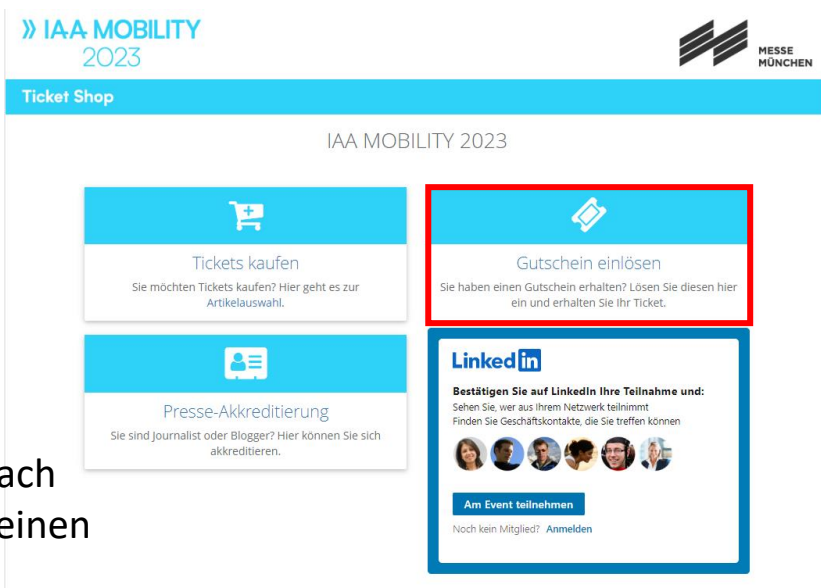 IAA MOBILITY
2023
MESSE
MÜNCHEN
Ticket Shop
IAA MOBILITY 2023
Tickets kaufen
Sie möchten Tickets kaufen? Hier geht es zur
Artikelauswahl.
Gutschein einlösen
Sie haben einen Gutschein erhalten? Lösen Sie diesen hier
ein und erhalten Sie Ihr Ticket.
Presse-Akkreditierung
Sie sind Journalist oder Blogger? Hier können Sie sich
akkreditieren.
Linked in
Bestätigen Sie auf LinkedIn Ihre Teilnahme und:
Sehen Sie, wer aus Ihrem Netzwerk teilnimmt
Finden Sie Geschäftskontakte, die Sie treffen können
Am Event teilnehmen
Noch kein Mitglied? Anmelden
ach
einen